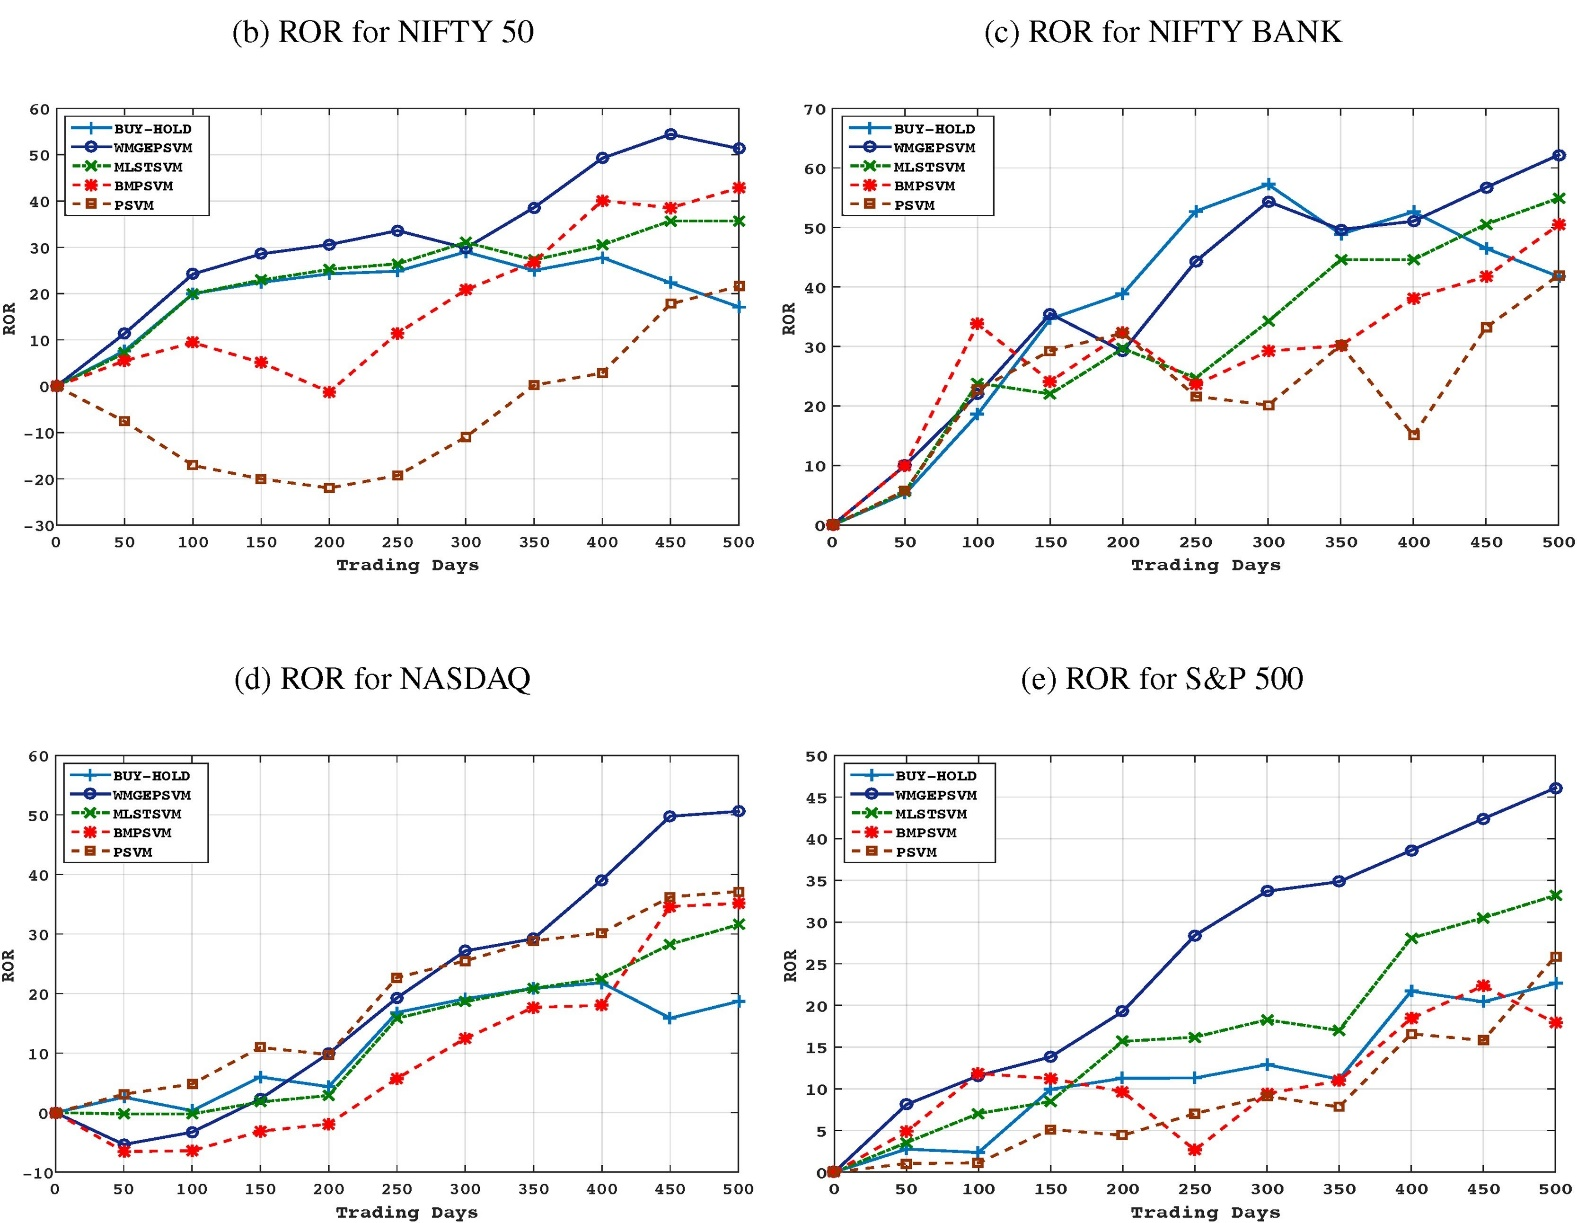 (b) ROR for NIFTY 50
60
50
40
30
20
10
0
-10
-20
-30
ROR
BUY-HOLD
WMGEPSVM
MLSTSVM
BMPSVM
PSVM
0 50 100 150 200 250 300 350 400 450 500
Trading Days
(c) ROR for NIFTY BANK
70
60
50
40
30
20
10
0
ROR
BUY-HOLD
WMGEPSVM
MLSTSVM
BMPSVM
PSVM
0 50 100 150 200 250 300 350 400 450 500
Trading Days
(d) ROR for NASDAQ
60
50
40
30
20
10
0
-10
ROR
BUY-HOLD
WMGEPSVM
MLSTSVM
BMPSVM
PSVM
0 50 100 150 200 250 300 350 400 450 500
Trading Days
(e) ROR for S&P 500
50
45
40
35
30
25
20
15
10
5
0
ROR
BUY-HOLD
WMGEPSVM
MLSTSVM
BMPSVM
PSVM
0 50 100 150 200 250 300 350 400 450 500
Trading Days